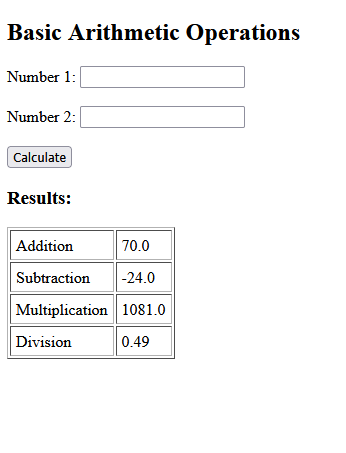 Basic Arithmetic Operations
Number 1:
Number 2:
Calculate
Results:
Addition 70.0
Subtraction -24.0
Multiplication 1081.0
Division 0.49